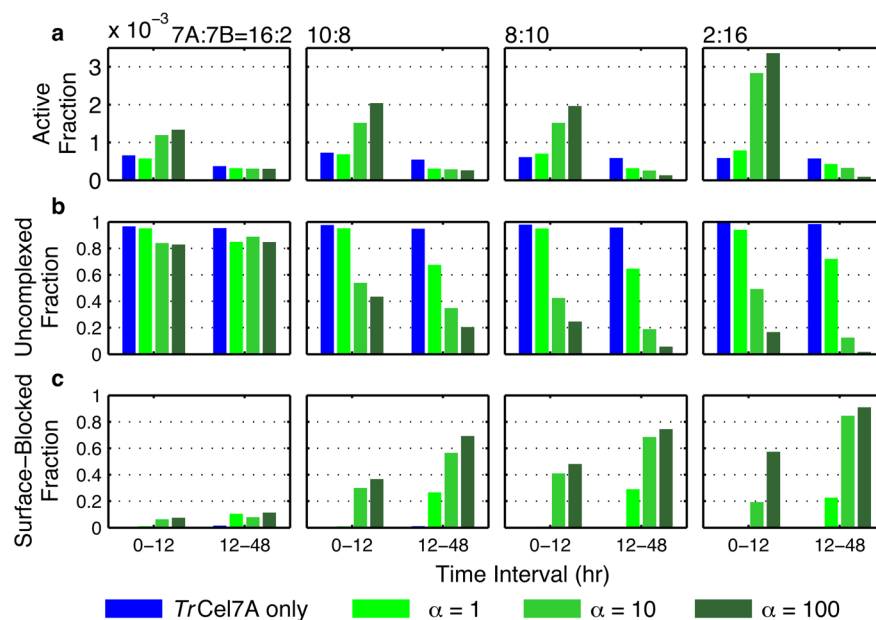 a x 10⁻³ 7A:7B=16:2 10:8 8:10 2:16
Active Fraction
3
2
1
0
b
Uncomplexed Fraction
1
0.8
0.6
0.4
0.2
0
c
Surface-Blocked Fraction
1
0.8
0.6
0.4
0.2
0
0-12 12-48 0-12 12-48 0-12 12-48 0-12 12-48
Time Interval (hr)
TrCel7A only α = 1 α = 10 α = 100